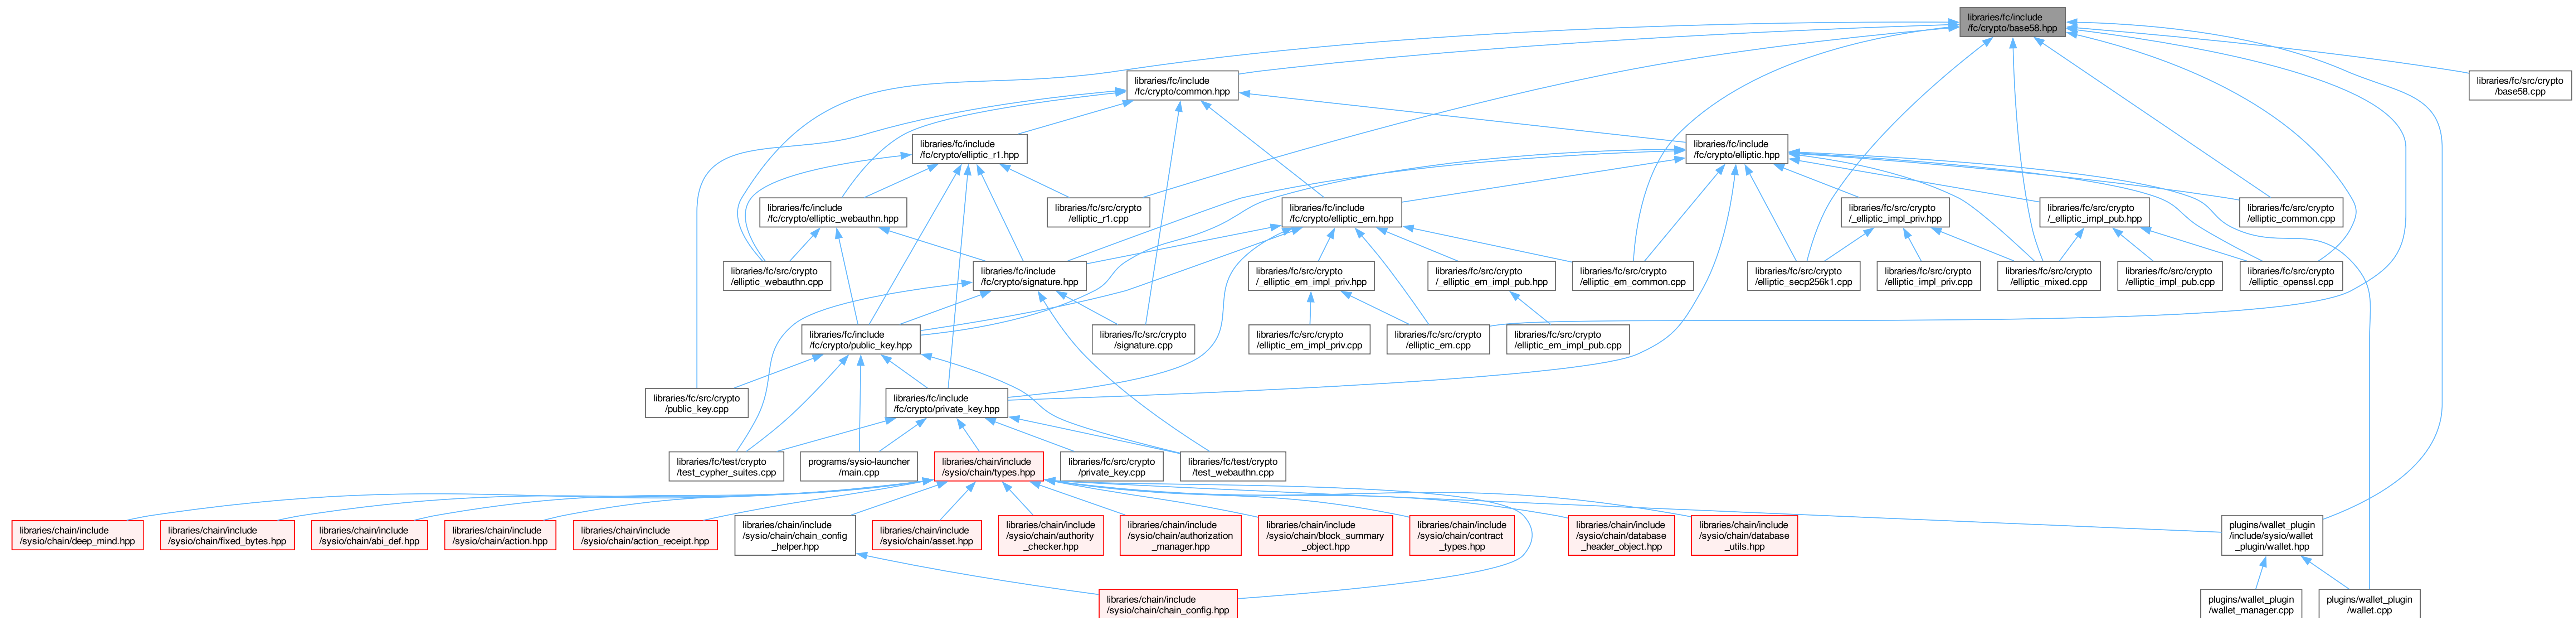 libraries/fc/include
/fc/crypto/base58.hpp
libraries/fc/include
/fc/crypto/common.hpp
libraries/fc/src/crypto
/base58.cpp
libraries/fc/include
/fc/crypto/elliptic_r1.hpp
libraries/fc/include
/fc/crypto/elliptic.hpp
libraries/fc/include
/fc/crypto/elliptic_webauthn.hpp
libraries/fc/src/crypto
/elliptic_r1.cpp
libraries/fc/include
/fc/crypto/elliptic_em.hpp
libraries/fc/src/crypto
/_elliptic_impl_priv.hpp
libraries/fc/src/crypto
/_elliptic_impl_pub.hpp
libraries/fc/src/crypto
/elliptic_common.cpp
libraries/fc/src/crypto
/elliptic_webauthn.cpp
libraries/fc/include
/fc/crypto/signature.hpp
libraries/fc/src/crypto
/_elliptic_em_impl_priv.hpp
libraries/fc/src/crypto
/_elliptic_em_impl_pub.hpp
libraries/fc/src/crypto
/elliptic_em_common.cpp
libraries/fc/src/crypto
/elliptic_secp256k1.cpp
libraries/fc/src/crypto
/elliptic_impl_priv.cpp
libraries/fc/src/crypto
/elliptic_mixed.cpp
libraries/fc/src/crypto
/elliptic_impl_pub.cpp
libraries/fc/src/crypto
/elliptic_openssl.cpp
libraries/fc/include
/fc/crypto/public_key.hpp
libraries/fc/src/crypto
/signature.cpp
libraries/fc/src/crypto
/elliptic_em_impl_priv.cpp
libraries/fc/src/crypto
/elliptic_em.cpp
libraries/fc/src/crypto
/elliptic_em_impl_pub.cpp
libraries/fc/src/crypto
/public_key.cpp
libraries/fc/include
/fc/crypto/private_key.hpp
libraries/fc/test/crypto
/test_cypher_suites.cpp
programs/sysio-launcher
/main.cpp
libraries/chain/include
/sysio/chain/types.hpp
libraries/fc/src/crypto
/private_key.cpp
libraries/fc/test/crypto
/test_webauthn.cpp
libraries/chain/include
/sysio/chain/deep_mind.hpp
libraries/chain/include
/sysio/chain/fixed_bytes.hpp
libraries/chain/include
/sysio/chain/abi_def.hpp
libraries/chain/include
/sysio/chain/action.hpp
libraries/chain/include
/sysio/chain/action_receipt.hpp
libraries/chain/include
/sysio/chain/chain_config
_helper.hpp
libraries/chain/include
/sysio/chain/asset.hpp
libraries/chain/include
/sysio/chain/authority
_checker.hpp
libraries/chain/include
/sysio/chain/authorization
_manager.hpp
libraries/chain/include
/sysio/chain/block_summary
_object.hpp
libraries/chain/include
/sysio/chain/contract
_types.hpp
libraries/chain/include
/sysio/chain/database
_header_object.hpp
libraries/chain/include
/sysio/chain/database
_utils.hpp
plugins/wallet_plugin
/include/sysio/wallet
_plugin/wallet.hpp
libraries/chain/include
/sysio/chain/chain_config.hpp
plugins/wallet_plugin
/wallet_manager.cpp
plugins/wallet_plugin
/wallet.cpp